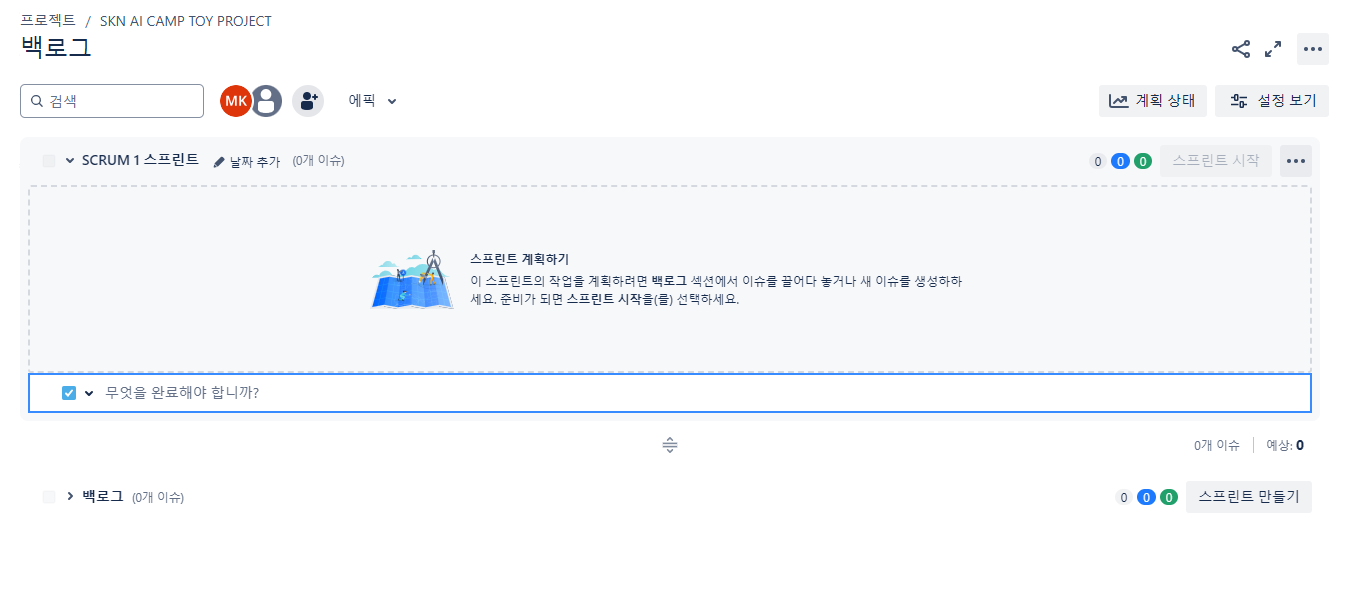 프로젝트 / SKN AI CAMP TOY PROJECT
백로그
검색 MK 에픽 계획 상태 설정 보기
SCRUM 1 스프린트 날짜 추가 (0개 이슈) 0 0 0 스프린트 시작
스프린트 계획하기
이 스프린트의 작업을 계획하려면 백로그 섹션에서 이슈를 끌어다 놓거나 새 이슈를 생성하하
세요. 준비가 되면 스프린트 시작을(를) 선택하세요.
무엇을 완료해야 합니까?
0개 이슈 예상: 0
백로그 (0개 이슈) 0 0 0 스프린트 만들기